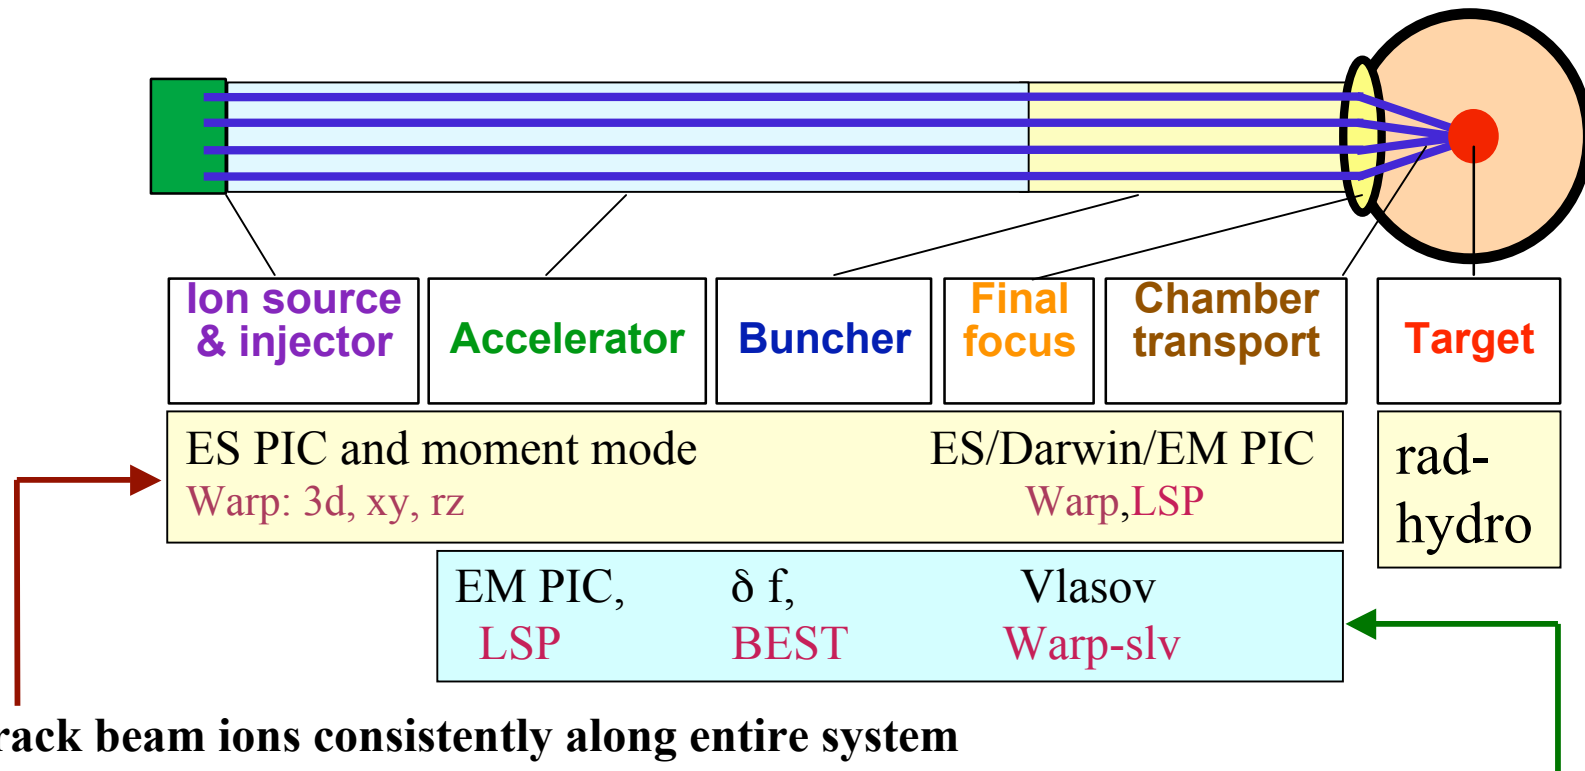 Ion source
& injector
Accelerator
Buncher
Final
focus
Chamber
transport
Target
ES PIC and moment mode
ES/Darwin/EM PIC
Warp: 3d, xy, rz
Warp,LSP
rad-
hydro
EM PIC,
δ f,
Vlasov
LSP
BEST
Warp-slv
rack beam ions consistently along entire system